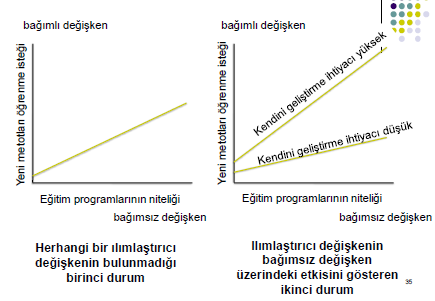 bağımlı değişken
Yeni metotları öğrenme isteği
Eğitim programlarının niteliği
bağımsız değişken
Herhangi bir ılımlaştırıcı
değişkenin bulunmadığı
birinci durum
bağımlı değişken
Yeni metotları öğrenme isteği
Kendini geliştirme ihtiyacı yüksek
Kendini geliştirme ihtiyacı düşük
Eğitim programlarının niteliği
bağımsız değişken
Ilımlaştırıcı değişkenin
bağımsız değişken
üzerindeki etkisini gösteren
ikinci durum
35